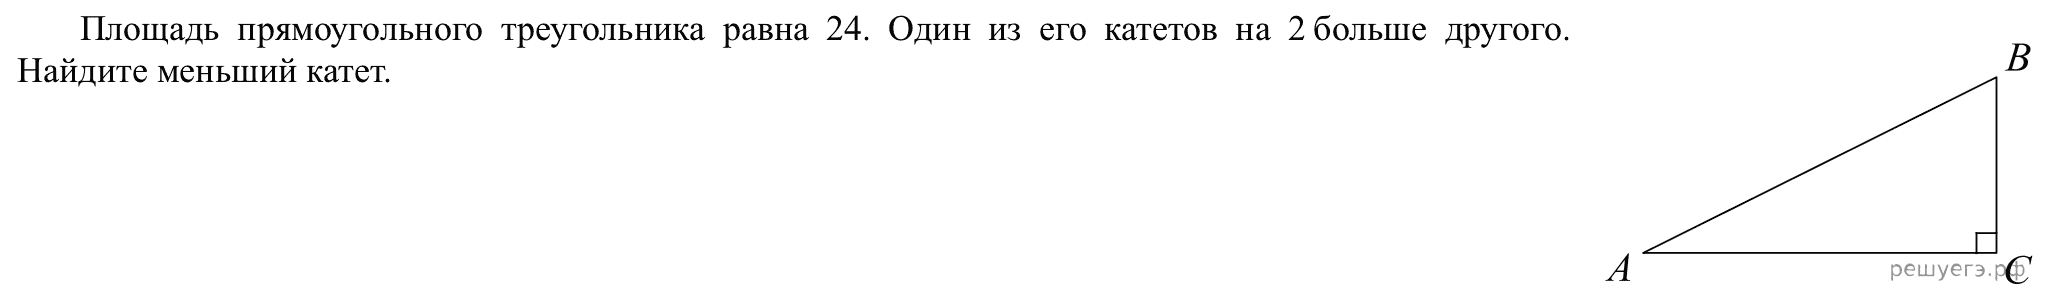 Площадь прямоугольного треугольника равна 24. Один из его катетов на 2 больше другого.
Найдите меньший катет.
B
A
решуегэ.рф
C